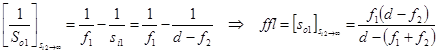 [1/S_{o1}]_{s_{i2}→∞} = 1/f_1 − 1/s_{i1} = 1/f_1 − 1/(d − f_2) ⇒ ffl = [s_{o1}]_{s_{i2}→∞} = f_1(d − f_2)/(d − (f_1 + f_2))